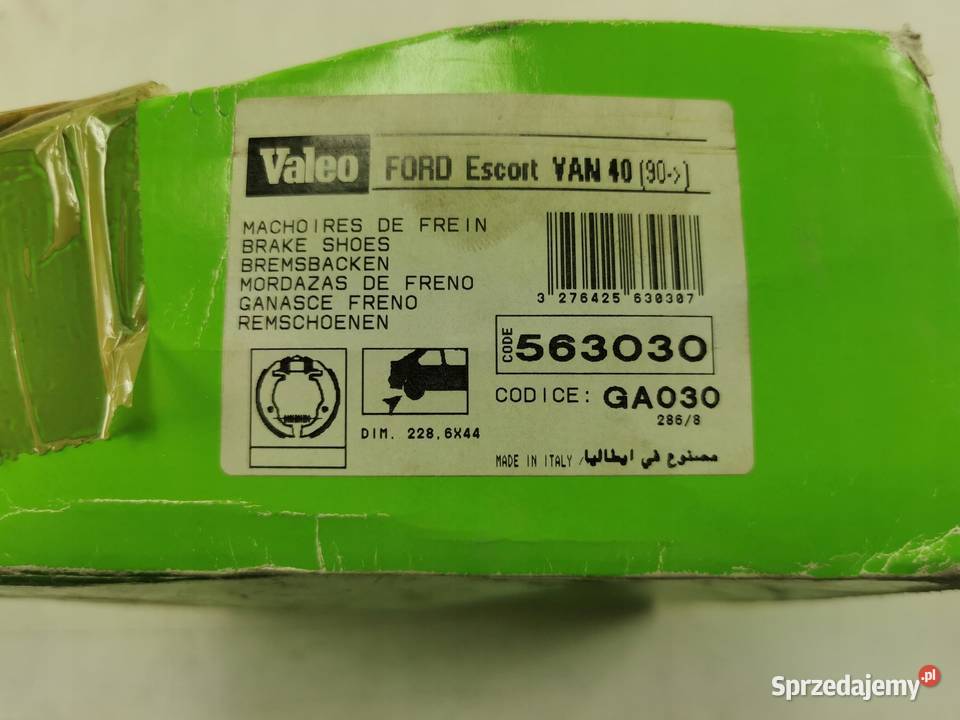 Valeo FORD Escort VAN 40 (90->)
MACHOIRES DE FREIN
BRAKE SHOES
BREMSBACKEN
MORDAZAS DE FRENO
GANASCE FRENO
REMSCHOENEN
3 276425 630307
CODE 563030
CODICE: GA030
286/8
DIM. 228,6X44
MADE IN ITALY / مصنوع في ايطاليا
Sprzedajemy.pl